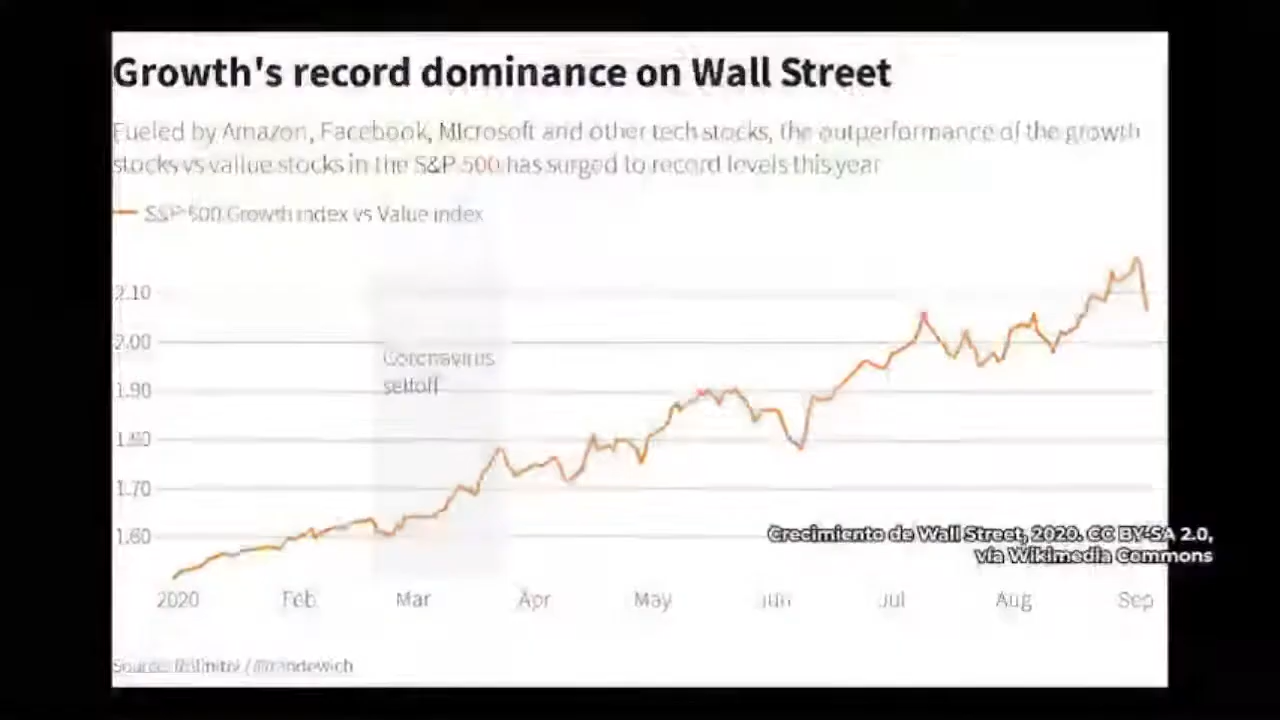 Growth's record dominance on Wall Street
Fueled by Amazon, Facebook, Microsoft and other tech stocks, the outperformance of the growth
stocks vs value stocks in the S&P 500 has surged to record levels this year
S&P 500 Growth index vs Value index
2.10
2.00
Coronavirus
selloff
1.90
1.80
1.70
1.60
Crecimiento de Wall Street, 2020. CC BY-SA 2.0,
vía Wikimedia Commons
2020 Feb Mar Apr May Jun Jul Aug Sep
Source: